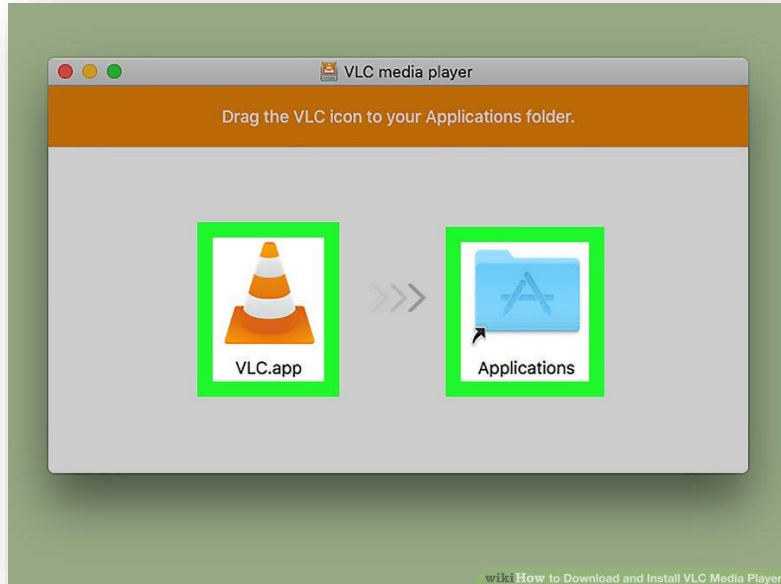 VLC media player
Drag the VLC icon to your Applications folder.
VLC.app
Applications
wikiHow to Download and Install VLC Media Player